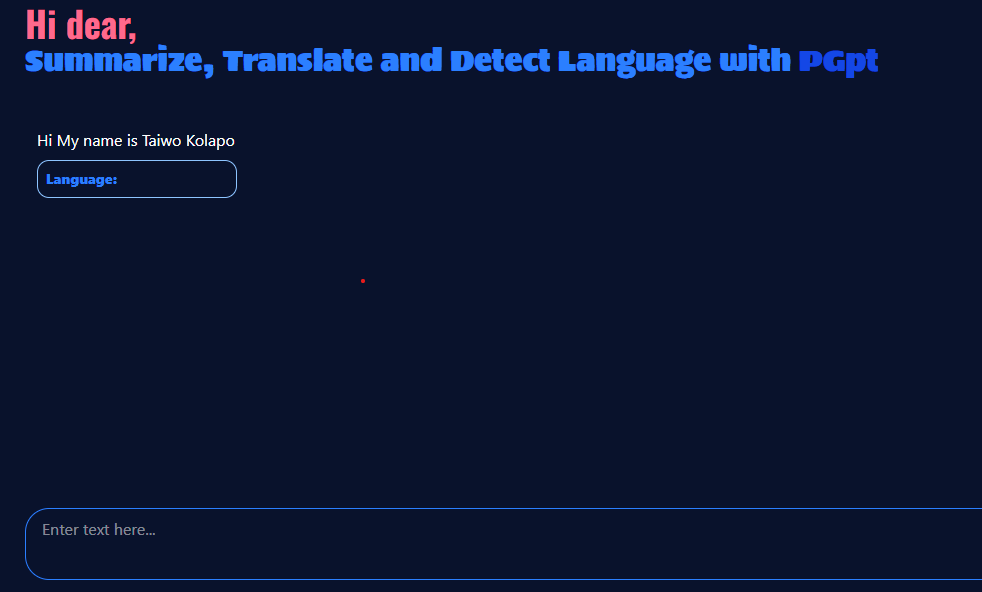 Hi dear,
Summarize, Translate and Detect Language with PGpt
Hi My name is Taiwo Kolapo
Language:
Enter text here...